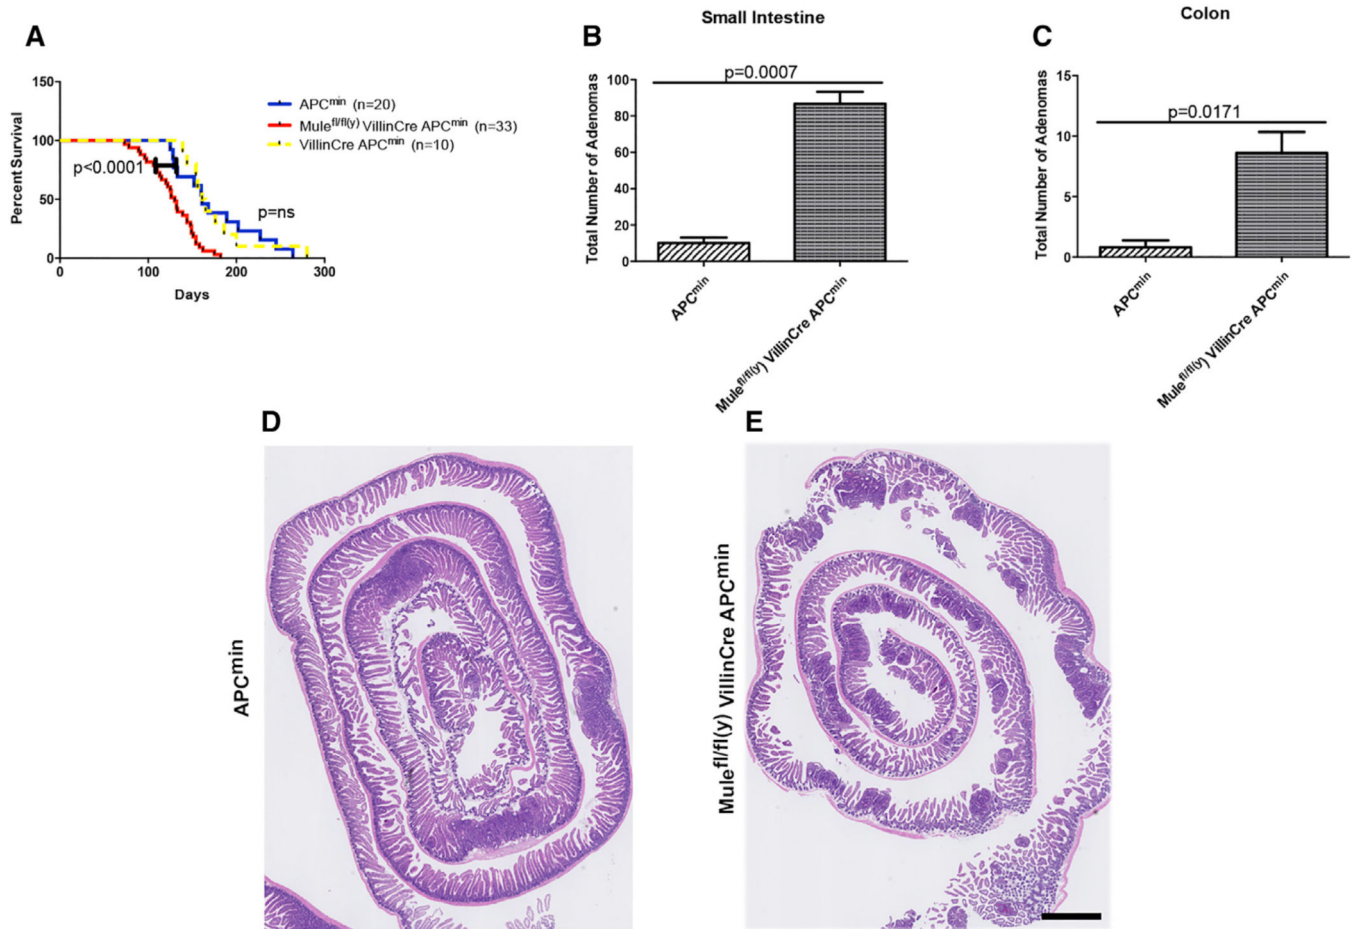 Small Intestine
Colon
A
B
C
150
100
50
0
0
100
200
300
Percent Survival
Days
APCmin (n=20)
Mulefl/fl(y) VillinCre APCmin (n=33)
VillinCre APCmin (n=10)
p<0.0001
p=ns
Total Number of Adenomas
100
80
60
40
20
0
p=0.0007
APCmin
Mulefl/fl(y) VillinCre APCmin
Total Number of Adenomas
15
10
5
0
p=0.0171
APCmin
Mulefl/fl(y) VillinCre APCmin
D
E
APCmin
Mulefl/fl(y) VillinCre APCmin